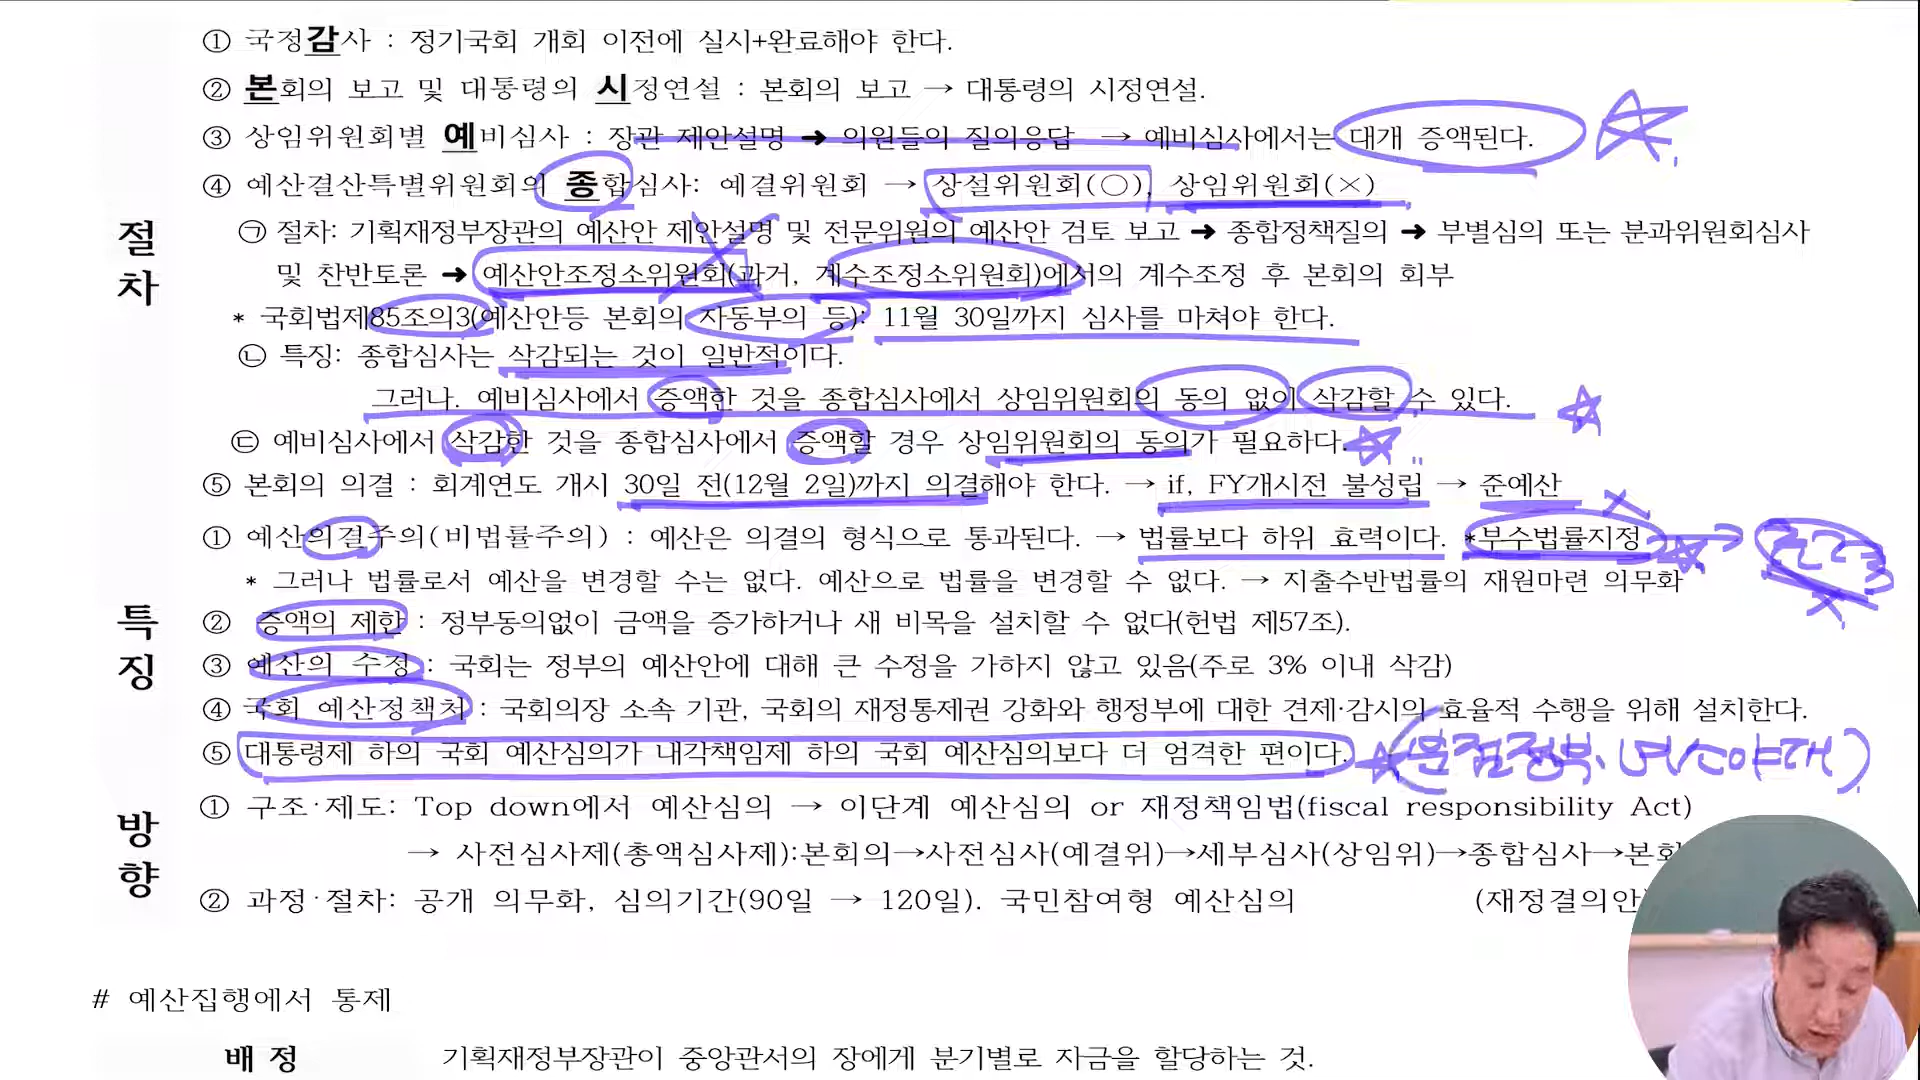 ① 국정감사 : 정기국회 개회 이전에 실시+완료해야 한다.
② 본회의 보고 및 대통령의 시정연설 : 본회의 보고 → 대통령의 시정연설.
③ 상임위원회별 예비심사 : 장관 제안설명 → 의원들의 질의응답 → 예비심사에서는 대개 증액된다.
④ 예산결산특별위원회의 종합심사: 예결위원회 → 상설위원회(○), 상임위원회(×)
절차
㉠ 절차: 기획재정부장관의 예산안 제안설명 및 전문위원의 예산안 검토 보고 → 종합정책질의 → 부별심의 또는 분과위원회심사
및 찬반토론 → 예산안조정소위원회(과거, 계수조정소위원회)에서의 계수조정 후 본회의 회부
* 국회법제85조의3(예산안등 본회의 자동부의 등): 11월 30일까지 심사를 마쳐야 한다.
㉡ 특징: 종합심사는 삭감되는 것이 일반적이다.
그러나. 예비심사에서 증액한 것을 종합심사에서 상임위원회의 동의 없이 삭감할 수 있다.
㉢ 예비심사에서 삭감한 것을 종합심사에서 증액할 경우 상임위원회의 동의가 필요하다.
⑤ 본회의 의결 : 회계연도 개시 30일 전(12월 2일)까지 의결해야 한다. → if, FY개시전 불성립 → 준예산
특징
① 예산의결주의(비법률주의) : 예산은 의결의 형식으로 통과된다. → 법률보다 하위 효력이다. *부수법률지정
* 그러나 법률로서 예산을 변경할 수는 없다. 예산으로 법률을 변경할 수 없다. → 지출수반법률의 재원마련 의무화
② 증액의 제한 : 정부동의없이 금액을 증가하거나 새 비목을 설치할 수 없다(헌법 제57조).
③ 예산의 수정 : 국회는 정부의 예산안에 대해 큰 수정을 가하지 않고 있음(주로 3% 이내 삭감)
④ 국회 예산정책처 : 국회의장 소속 기관, 국회의 재정통제권 강화와 행정부에 대한 견제·감시의 효율적 수행을 위해 설치한다.
⑤ 대통령제 하의 국회 예산심의가 내각책임제 하의 국회 예산심의보다 더 엄격한 편이다. (분점정부, 여소야대)
방향
① 구조·제도: Top down에서 예산심의 → 이단계 예산심의 or 재정책임법(fiscal responsibility Act)
→ 사전심사제(총액심사제):본회의→사전심사(예결위)→세부심사(상임위)→종합심사→본회
② 과정·절차: 공개 의무화, 심의기간(90일 → 120일). 국민참여형 예산심의 (재정결의안)
# 예산집행에서 통제
배정 기획재정부장관이 중앙관서의 장에게 분기별로 자금을 할당하는 것.